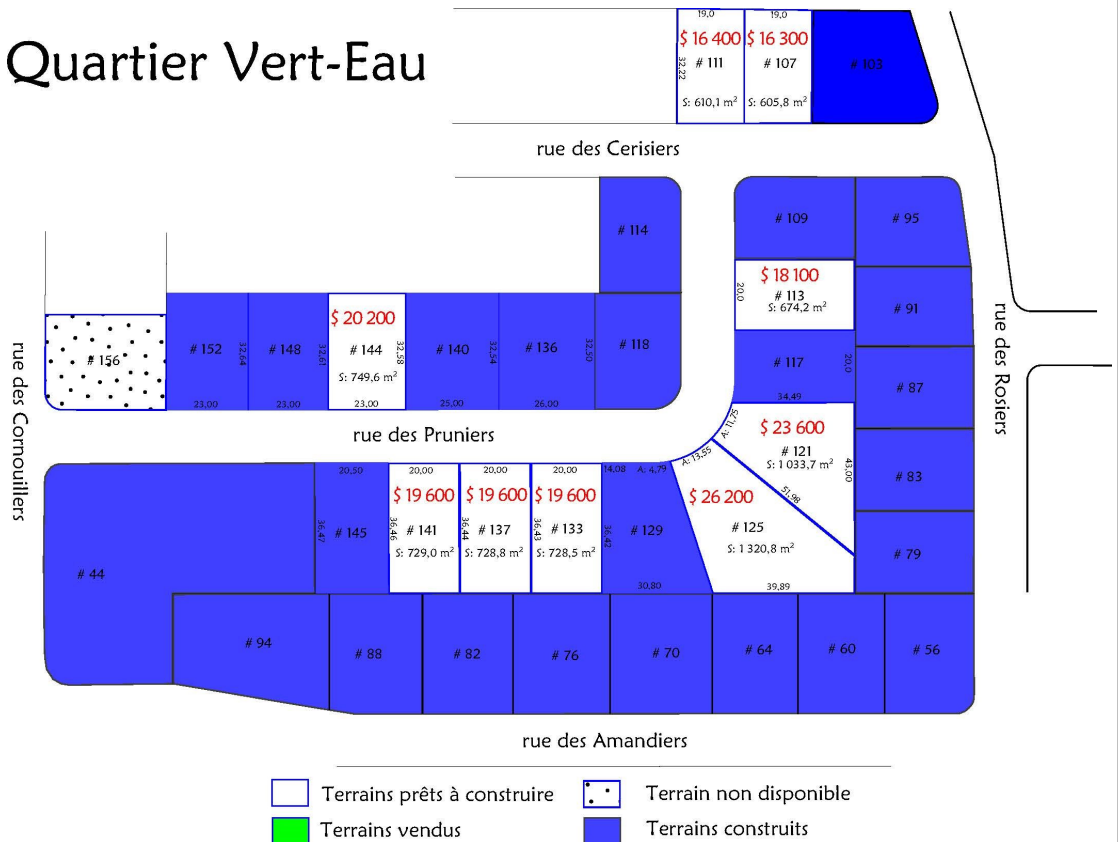 Quartier Vert-Eau
19,0
19,0
$ 16 400
$ 16 300
32,22
# 111
# 107
# 103
S: 610,1 m²
S: 605,8 m²
rue des Cerisiers
# 114
# 109
# 95
$ 18 100
20,0
# 113
S: 674,2 m²
# 91
rue des Rosiers
$ 20 200
# 156
# 152
32,64
# 148
32,61
# 144
32,58
# 140
32,54
# 136
32,50
# 118
# 117
20,0
S: 749,6 m²
23,00
23,00
23,00
25,00
26,00
34,49
# 87
rue des Cornouillers
rue des Pruniers
A: 11,75
$ 23 600
# 121
S: 1 033,7 m²
43,00
A: 13,55
51,98
# 83
20,50
20,00
20,00
20,00
14,08
A: 4,79
$ 19 600
$ 19 600
$ 19 600
$ 26 200
36,47
# 145
36,46
# 141
36,44
# 137
36,43
# 133
36,42
# 129
# 125
S: 729,0 m²
S: 728,8 m²
S: 728,5 m²
S: 1 320,8 m²
# 79
# 44
30,80
39,89
# 94
# 88
# 82
# 76
# 70
# 64
# 60
# 56
rue des Amandiers
Terrains prêts à construire
Terrain non disponible
Terrains vendus
Terrains construits